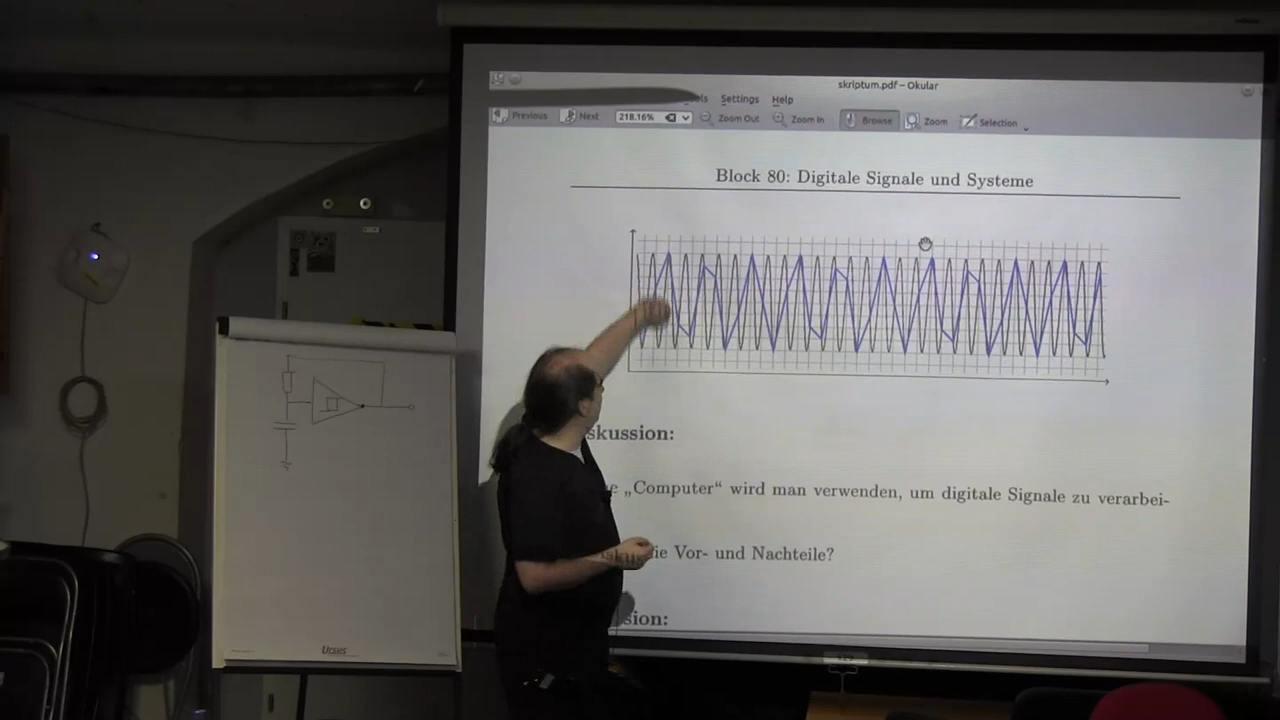 skriptum.pdf – Okular
Settings Help
Previous Next 218.16% Zoom Out Zoom In Browse Zoom Selection
Block 80: Digitale Signale und Systeme
skussion:
„Computer“ wird man verwenden, um digitale Signale zu verarbei-
ie Vor- und Nachteile?
sion: